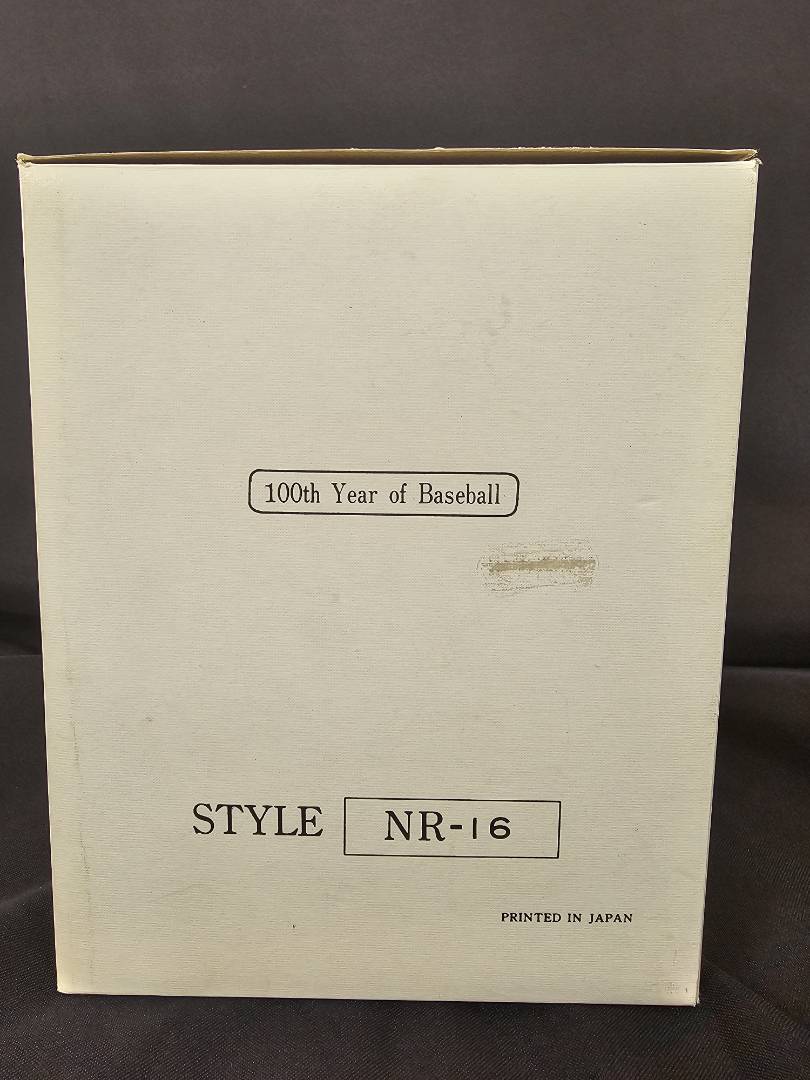 100th Year of Baseball
STYLE NR-16
PRINTED IN JAPAN